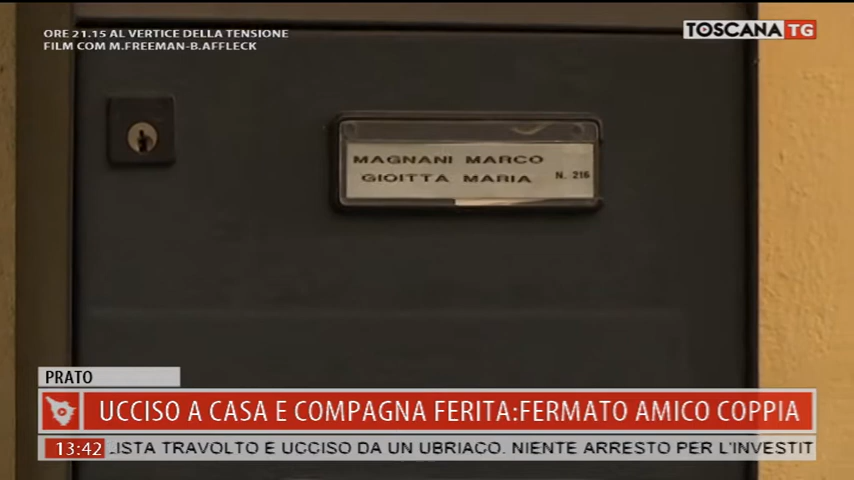 ORE 21.15 AL VERTICE DELLA TENSIONE
FILM COM M.FREEMAN-B.AFFLECK
TOSCANA TG
MAGNANI MARCO
GIOITTA MARIA N. 216
PRATO
UCCISO A CASA E COMPAGNA FERITA:FERMATO AMICO COPPIA
13:42 LISTA TRAVOLTO E UCCISO DA UN UBRIACO. NIENTE ARRESTO PER L'INVESTIT